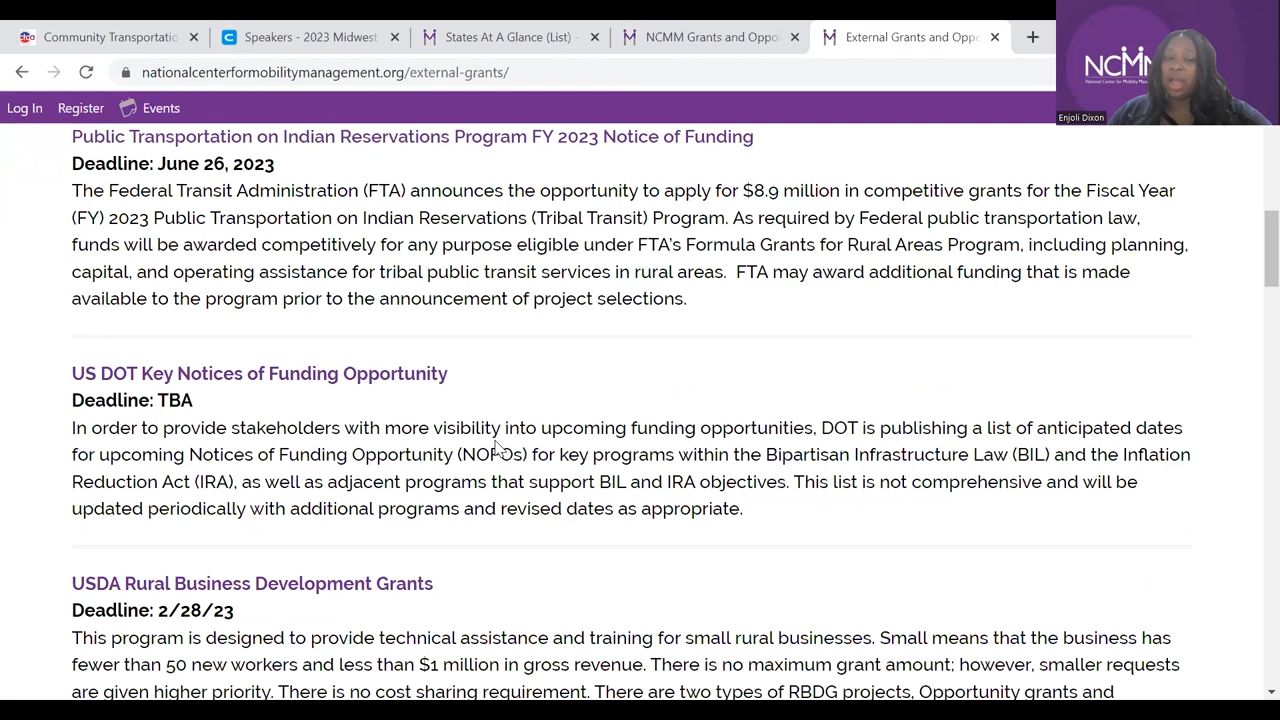 Community Transportatio
Speakers - 2023 Midwest
States At A Glance (List) -
NCMM Grants and Oppo
External Grants and Oppo
nationalcenterformobilitymanagement.org/external-grants/
NCMM
Enjoli Dixon
Log In Register Events
Public Transportation on Indian Reservations Program FY 2023 Notice of Funding
Deadline: June 26, 2023
The Federal Transit Administration (FTA) announces the opportunity to apply for $8.9 million in competitive grants for the Fiscal Year
(FY) 2023 Public Transportation on Indian Reservations (Tribal Transit) Program. As required by Federal public transportation law,
funds will be awarded competitively for any purpose eligible under FTA's Formula Grants for Rural Areas Program, including planning,
capital, and operating assistance for tribal public transit services in rural areas. FTA may award additional funding that is made
available to the program prior to the announcement of project selections.
US DOT Key Notices of Funding Opportunity
Deadline: TBA
In order to provide stakeholders with more visibility into upcoming funding opportunities, DOT is publishing a list of anticipated dates
for upcoming Notices of Funding Opportunity (NOFOs) for key programs within the Bipartisan Infrastructure Law (BIL) and the Inflation
Reduction Act (IRA), as well as adjacent programs that support BIL and IRA objectives. This list is not comprehensive and will be
updated periodically with additional programs and revised dates as appropriate.
USDA Rural Business Development Grants
Deadline: 2/28/23
This program is designed to provide technical assistance and training for small rural businesses. Small means that the business has
fewer than 50 new workers and less than $1 million in gross revenue. There is no maximum grant amount; however, smaller requests
are given higher priority. There is no cost sharing requirement. There are two types of RBDG projects, Opportunity grants and